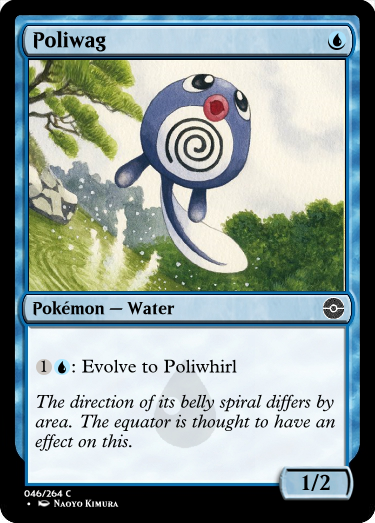 Poliwag
Pokémon — Water
1 : Evolve to Poliwhirl
The direction of its belly spiral differs by
area. The equator is thought to have an
effect on this.
1/2
046/264 C
• Naoyo Kimura